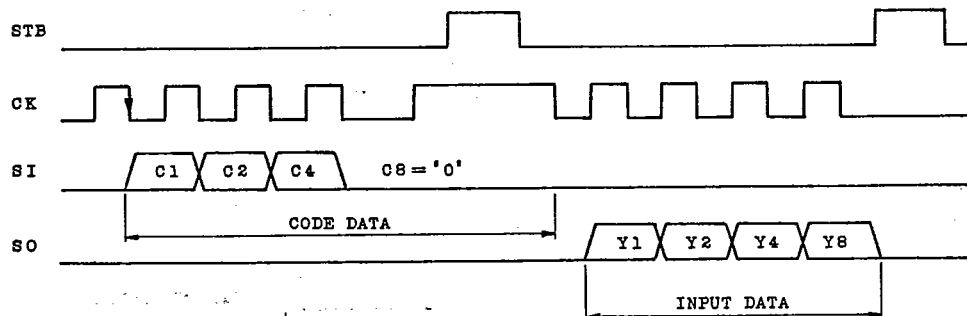 STB
CK
SI C1 C2 C4 C8="0"
CODE DATA
SO Y1 Y2 Y4 Y8
INPUT DATA